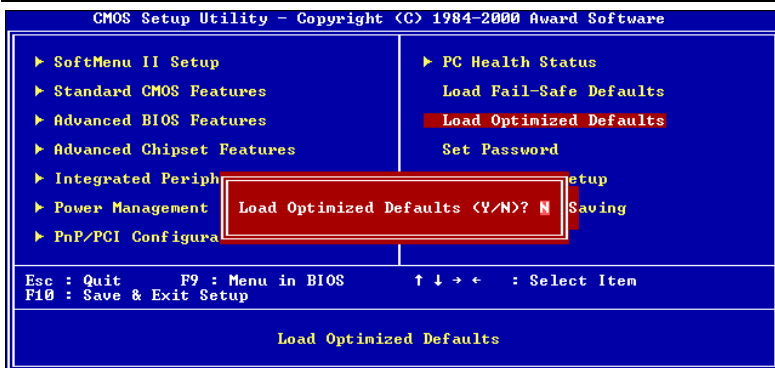 CMOS Setup Utility - Copyright (C) 1984-2000 Award Software
► SoftMenu II Setup
► Standard CMOS Features
► Advanced BIOS Features
► Advanced Chipset Features
► Integrated Periph
► Power Management
► PnP/PCI Configura
► PC Health Status
Load Fail-Safe Defaults
Load Optimized Defaults
Set Password
etup
Saving
Load Optimized Defaults (Y/N)? N
Esc : Quit F9 : Menu in BIOS ↑ ↓ → ← : Select Item
F10 : Save & Exit Setup
Load Optimized Defaults